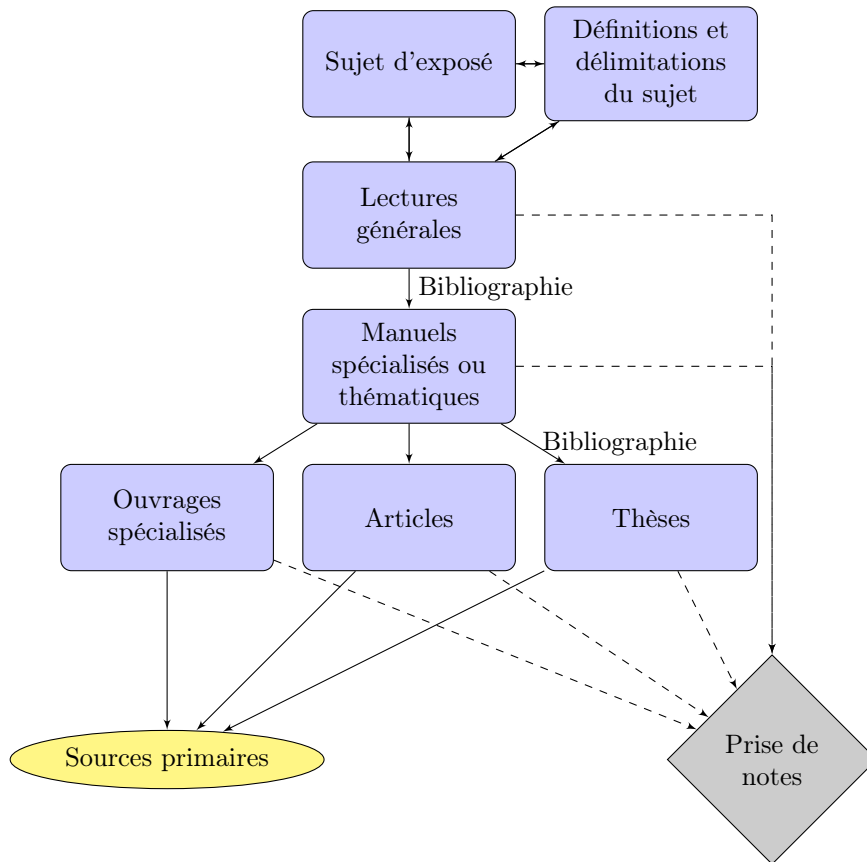 Sujet d'exposé
Définitions et
délimitations
du sujet
Lectures
générales
Bibliographie
Manuels
spécialisés ou
thématiques
Bibliographie
Ouvrages
spécialisés
Articles
Thèses
Sources primaires
Prise de
notes